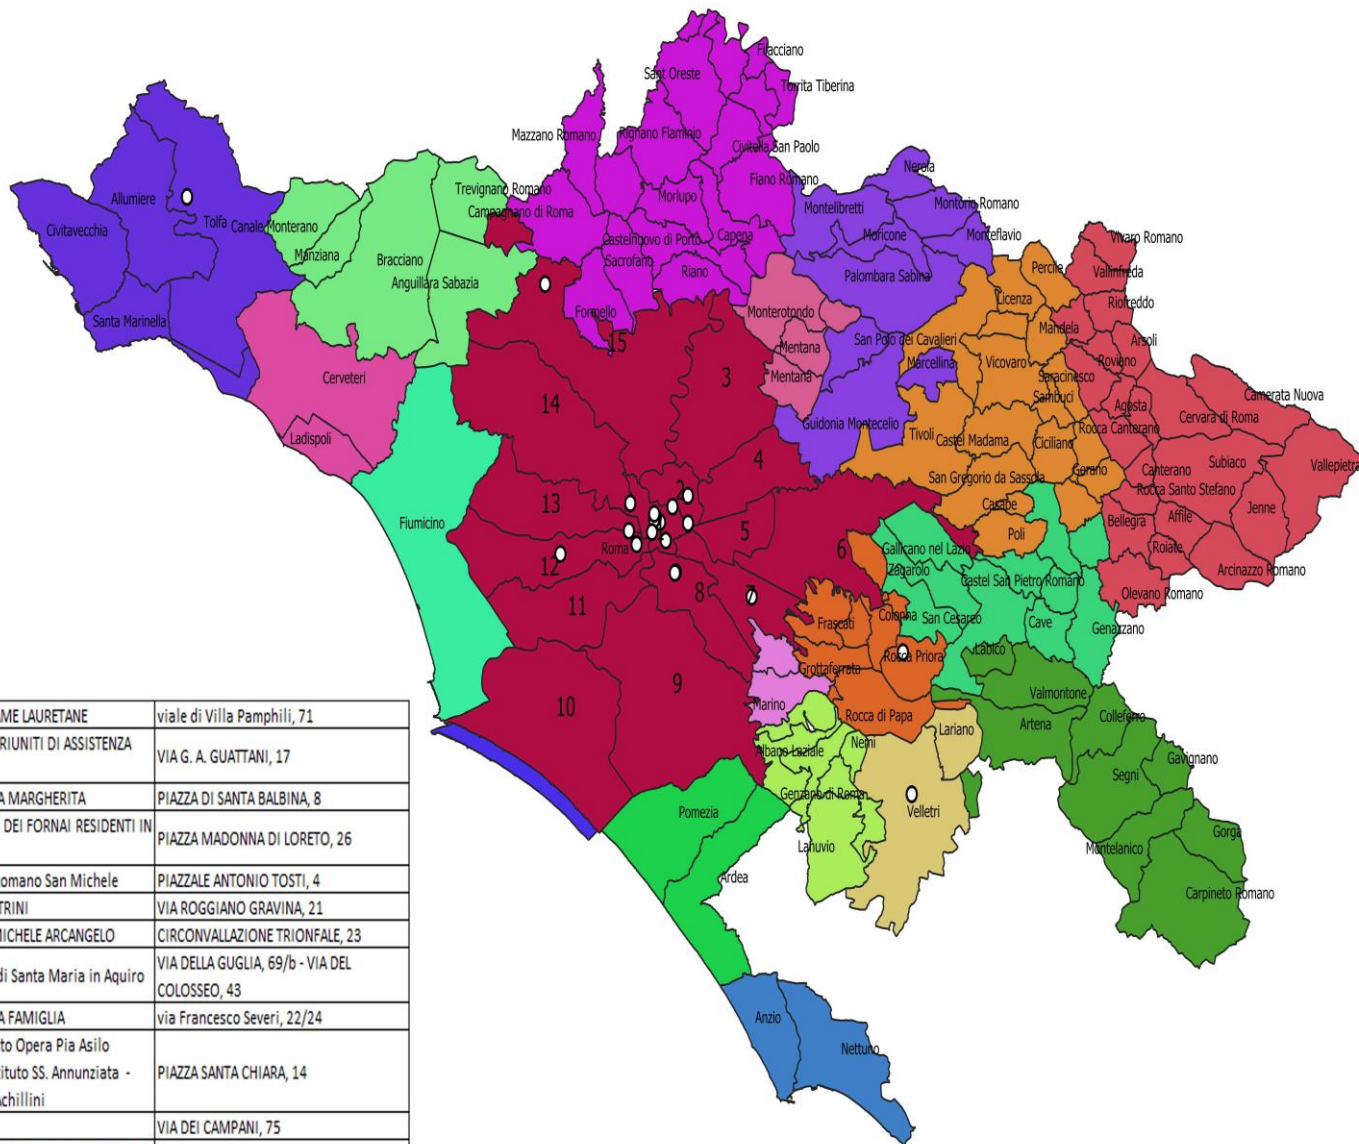 Filacciano
Sant Oreste
Torrita Tiberina
Mazzano Romano
Rignano Flaminio
Civitella San Paolo
Nerola
Fiano Romano
Trevignano Romano
Allumiere
Morlupo
Montelibretti
Montorio Romano
Campagnano di Roma
Tolfa
Canale Monterano
Civitavecchia
Castelnuovo di Porto
Capena
Moricone
Monteflavio
Vivaro Romano
Manziana
Bracciano
Sacrofano
Riano
Palombara Sabina
Percile
Vallinfreda
Anguillara Sabazia
Licenza
Riofreddo
Santa Marinella
Formello
Monterotondo
Mandela
15
San Polo dei Cavalieri
Arsoli
Mentana
Marcellina
Vicovaro
Roviano
Cerveteri
14
3
Mentana
Saracinesco
Sambuci
Agosta
Camerata Nuova
Cervara di Roma
Guidonia Montecelio
Rocca Canterano
Ladispoli
Tivoli
Castel Madama
Ciciliano
4
Subiaco
Vallepietra
Gerano
Canterano
San Gregorio da Sassola
Rocca Santo Stefano
2
13
Casape
Jenne
Fiumicino
Bellegra
Affile
5
Poli
Roma
6
Gallicano nel Lazio
Roiate
12
Zagarolo
Arcinazzo Romano
Castel San Pietro Romano
8
7
Olevano Romano
11
Colonna
San Cesareo
Cave
Frascati
Genazzano
Labico
Rocca Priora
Grottaferrata
9
10
Marino
Valmontone
Rocca di Papa
Artena
Colleferro
Lariano
Albano Laziale
Nemi
Gavignano
Segni
Genzano di Roma
Pomezia
Velletri
Gorga
Lanuvio
Montelanico
Ardea
Carpineto Romano
Anzio
Nettuno
AME LAURETANE viale di Villa Pamphili, 71
RIUNITI DI ASSISTENZA VIA G. A. GUATTANI, 17
A MARGHERITA PIAZZA DI SANTA BALBINA, 8
DEI FORNAI RESIDENTI IN PIAZZA MADONNA DI LORETO, 26
omano San Michele PIAZZALE ANTONIO TOSTI, 4
TRINI VIA ROGGIANO GRAVINA, 21
MICHELE ARCANGELO CIRCONVALLAZIONE TRIONFALE, 23
di Santa Maria in Aquiro VIA DELLA GUGLIA, 69/b - VIA DEL
COLOSSEO, 43
A FAMIGLIA via Francesco Severi, 22/24
to Opera Pia Asilo
tituto SS. Annunziata - PIAZZA SANTA CHIARA, 14
Achillini
VIA DEI CAMPANI, 75